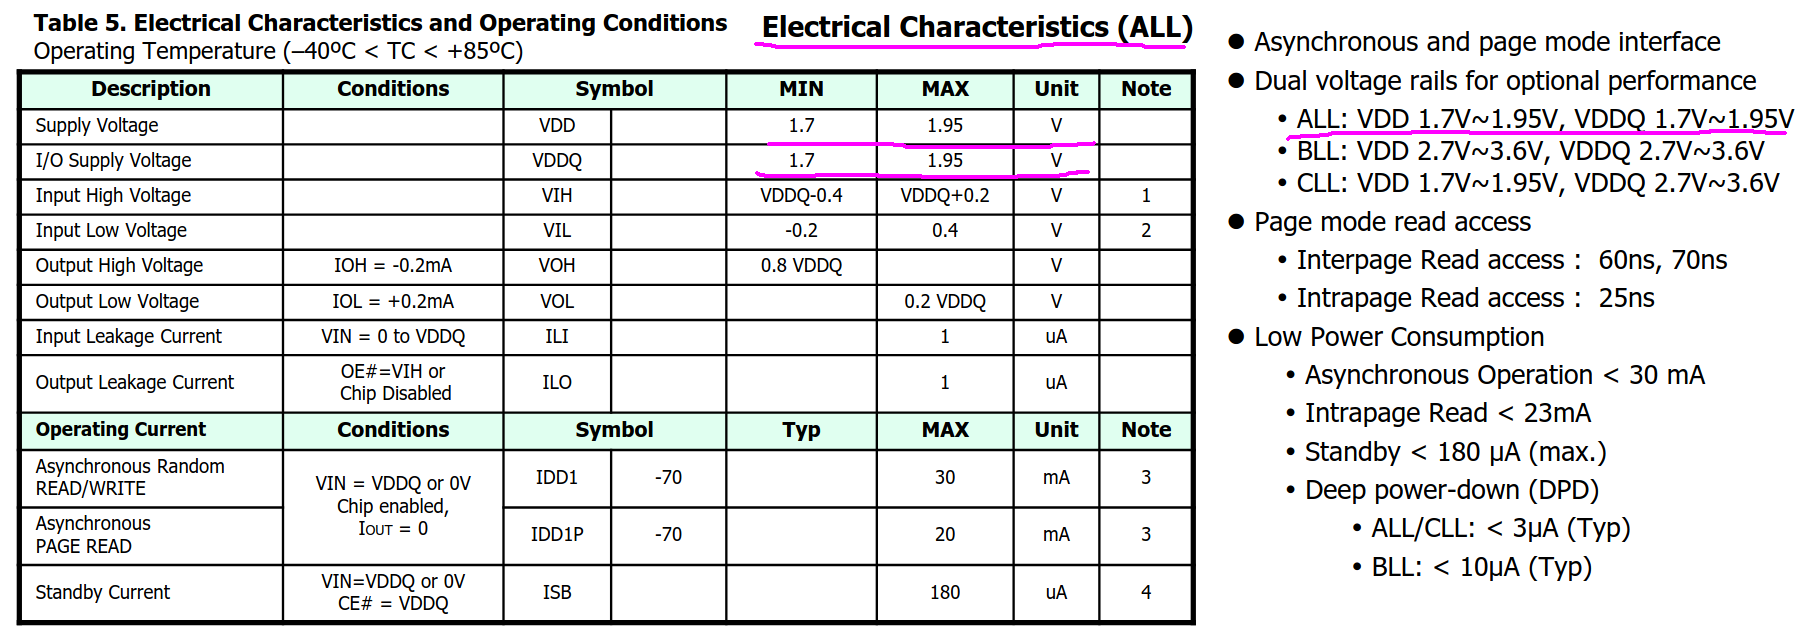 Table 5. Electrical Characteristics and Operating Conditions
Electrical Characteristics (ALL)
Operating Temperature (–40ºC < TC < +85ºC)
Description Conditions Symbol MIN MAX Unit Note
Supply Voltage VDD 1.7 1.95 V
I/O Supply Voltage VDDQ 1.7 1.95 V
Input High Voltage VIH VDDQ-0.4 VDDQ+0.2 V 1
Input Low Voltage VIL -0.2 0.4 V 2
Output High Voltage IOH = -0.2mA VOH 0.8 VDDQ V
Output Low Voltage IOL = +0.2mA VOL 0.2 VDDQ V
Input Leakage Current VIN = 0 to VDDQ ILI 1 uA
Output Leakage Current OE#=VIH or
Chip Disabled ILO 1 uA
Operating Current Conditions Symbol Typ MAX Unit Note
Asynchronous Random
READ/WRITE
VIN = VDDQ or 0V
Chip enabled,
IOUT = 0
IDD1 -70 30 mA 3
Asynchronous
PAGE READ
IDD1P -70 20 mA 3
Standby Current VIN=VDDQ or 0V
CE# = VDDQ ISB 180 uA 4
● Asynchronous and page mode interface
● Dual voltage rails for optional performance
• ALL: VDD 1.7V~1.95V, VDDQ 1.7V~1.95V
• BLL: VDD 2.7V~3.6V, VDDQ 2.7V~3.6V
• CLL: VDD 1.7V~1.95V, VDDQ 2.7V~3.6V
● Page mode read access
• Interpage Read access : 60ns, 70ns
• Intrapage Read access : 25ns
● Low Power Consumption
• Asynchronous Operation < 30 mA
• Intrapage Read < 23mA
• Standby < 180 μA (max.)
• Deep power-down (DPD)
• ALL/CLL: < 3μA (Typ)
• BLL: < 10μA (Typ)